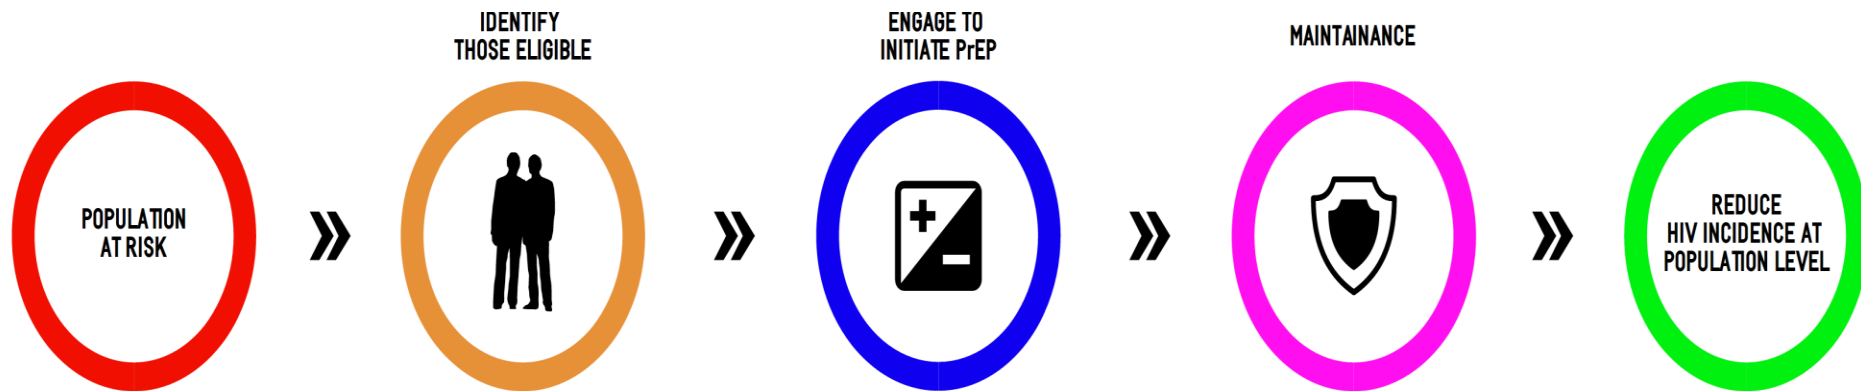 POPULATION
AT RISK
IDENTIFY
THOSE ELIGIBLE
ENGAGE TO
INITIATE PrEP
MAINTAINANCE
REDUCE
HIV INCIDENCE AT
POPULATION LEVEL